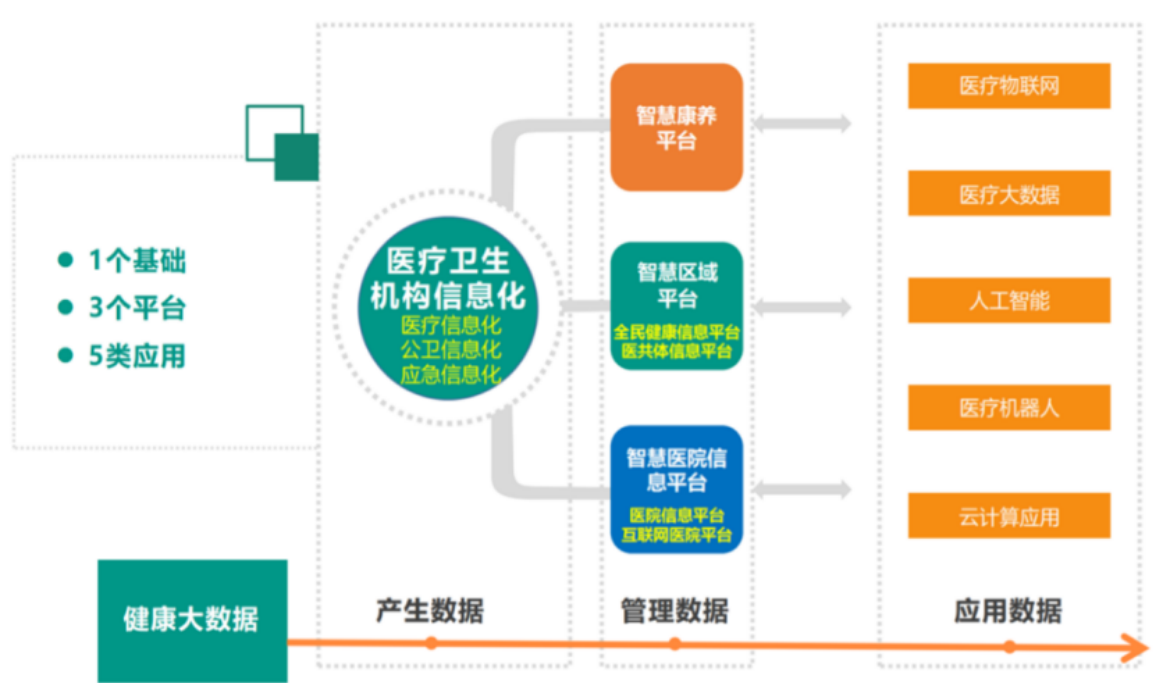 1个基础
3个平台
5类应用
医疗卫生
机构信息化
医疗信息化
公卫信息化
应急信息化
智慧康养
平台
智慧区域
平台
全民健康信息平台
医共体信息平台
智慧医院信
息平台
医院信息平台
互联网医院平台
医疗物联网
医疗大数据
人工智能
医疗机器人
云计算应用
健康大数据
产生数据
管理数据
应用数据